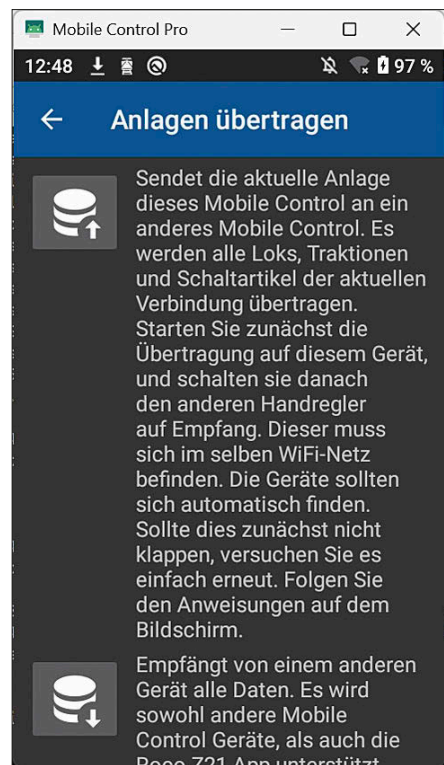 Mobile Control Pro
12:48 97 %
Anlagen übertragen
Sendet die aktuelle Anlage
dieses Mobile Control an ein
anderes Mobile Control. Es
werden alle Loks, Traktionen
und Schaltartikel der aktuellen
Verbindung übertragen.
Starten Sie zunächst die
Übertragung auf diesem Gerät,
und schalten sie danach
den anderen Handregler
auf Empfang. Dieser muss
sich im selben WiFi-Netz
befinden. Die Geräte sollten
sich automatisch finden.
Sollte dies zunächst nicht
klappen, versuchen Sie es
einfach erneut. Folgen Sie
den Anweisungen auf dem
Bildschirm.
Empfängt von einem anderen
Gerät alle Daten. Es wird
sowohl andere Mobile
Control Geräte, als auch die
App unterstützt